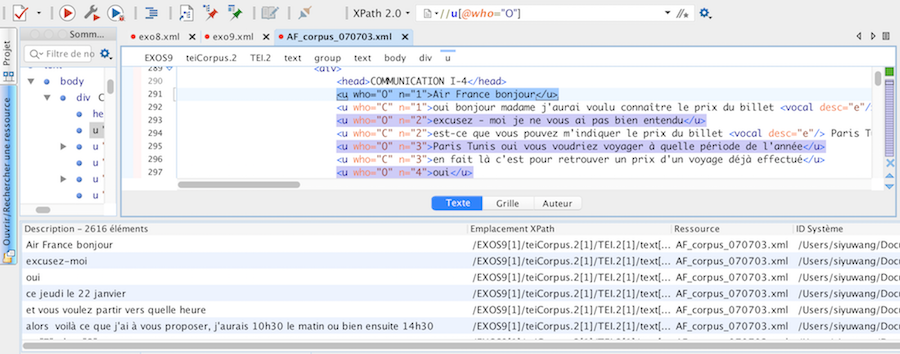 XPath 2.0 //u[@who="O"]
Projet
Ouvrir/Rechercher une ressource
Somm...
Filtre de no
body
div C
he
u "
u "
u "
u "
u "
exo8.xml exo9.xml AF_corpus_070703.xml
EXOS9 teiCorpus.2 TEI.2 text group text body div u
289 <div>
290 <head>COMMUNICATION I-4</head>
291 <u who="O" n="1">Air France bonjour</u>
292 <u who="C" n="1">oui bonjour madame j'aurai voulu connaître le prix du billet <vocal desc="e"/
293 <u who="O" n="2">excusez - moi je ne vous ai pas bien entendu</u>
294 <u who="C" n="2">est-ce que vous pouvez m'indiquer le prix du billet <vocal desc="e"/> Paris T
295 <u who="O" n="3">Paris Tunis oui vous voudriez voyager à quelle période de l'année</u>
296 <u who="C" n="3">en fait là c'est pour retrouver un prix d'un voyage déjà effectué</u>
297 <u who="O" n="4">oui</u>
Texte Grille Auteur
Description - 2616 éléments Emplacement XPath Ressource ID Système
Air France bonjour /EXOS9[1]/teiCorpus.2[1]/TEI.2[1]/text[... AF_corpus_070703.xml /Users/siyuwang/Docu
excusez-moi /EXOS9[1]/teiCorpus.2[1]/TEI.2[1]/text[... AF_corpus_070703.xml /Users/siyuwang/Docu
oui /EXOS9[1]/teiCorpus.2[1]/TEI.2[1]/text[... AF_corpus_070703.xml /Users/siyuwang/Docu
ce jeudi le 22 janvier /EXOS9[1]/teiCorpus.2[1]/TEI.2[1]/text[... AF_corpus_070703.xml /Users/siyuwang/Docu
et vous voulez partir vers quelle heure /EXOS9[1]/teiCorpus.2[1]/TEI.2[1]/text[... AF_corpus_070703.xml /Users/siyuwang/Docu
alors voilà ce que j'ai à vous proposer, j'aurais 10h30 le matin ou bien ensuite 14h30 /EXOS9[1]/teiCorpus.2[1]/TEI.2[1]/text[... AF_corpus_070703.xml /Users/siyuwang/Docu